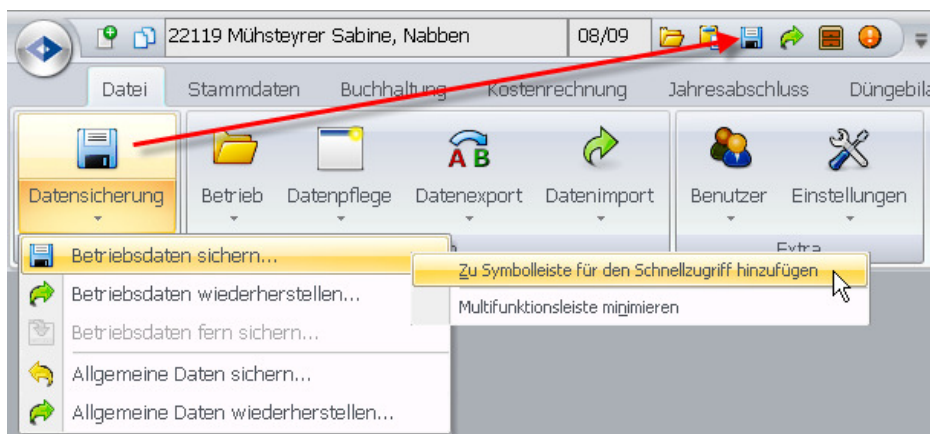 22119 Mühsteyrer Sabine, Nabben 08/09
Datei Stammdaten Buchhaltung Kostenrechnung Jahresabschluss Düngebila
Datensicherung Betrieb Datenpflege Datenexport Datenimport Benutzer Einstellungen
A B
Extra
Betriebsdaten sichern...
Zu Symbolleiste für den Schnellzugriff hinzufügen
Betriebsdaten wiederherstellen...
Multifunktionsleiste minimieren
Betriebsdaten fern sichern...
Allgemeine Daten sichern...
Allgemeine Daten wiederherstellen...